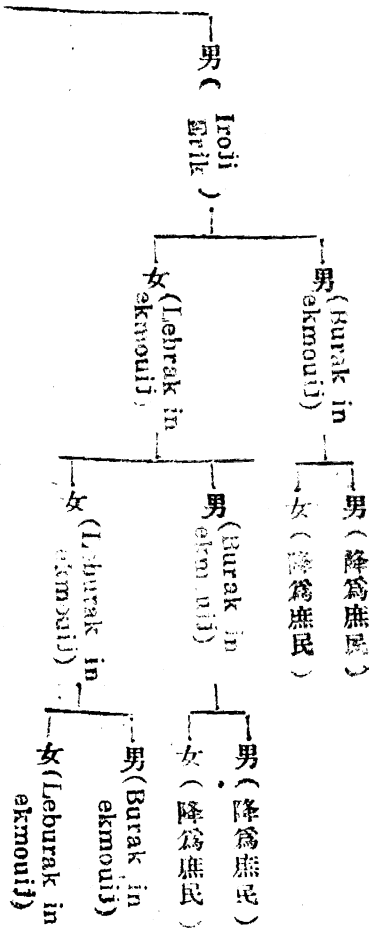 男( Iroji
Erik )
男(Burak in
ekmouij)
女(Lebrak in
ekmouij)
男(降爲庶民)
女(降爲庶民)
男(Burak in
ekmouij)
女(Leburak in
ekmouij)
男(降爲庶民)
女(降爲庶民)
男(Burak in
ekmouij)
女(Leburak in
ekmouij)